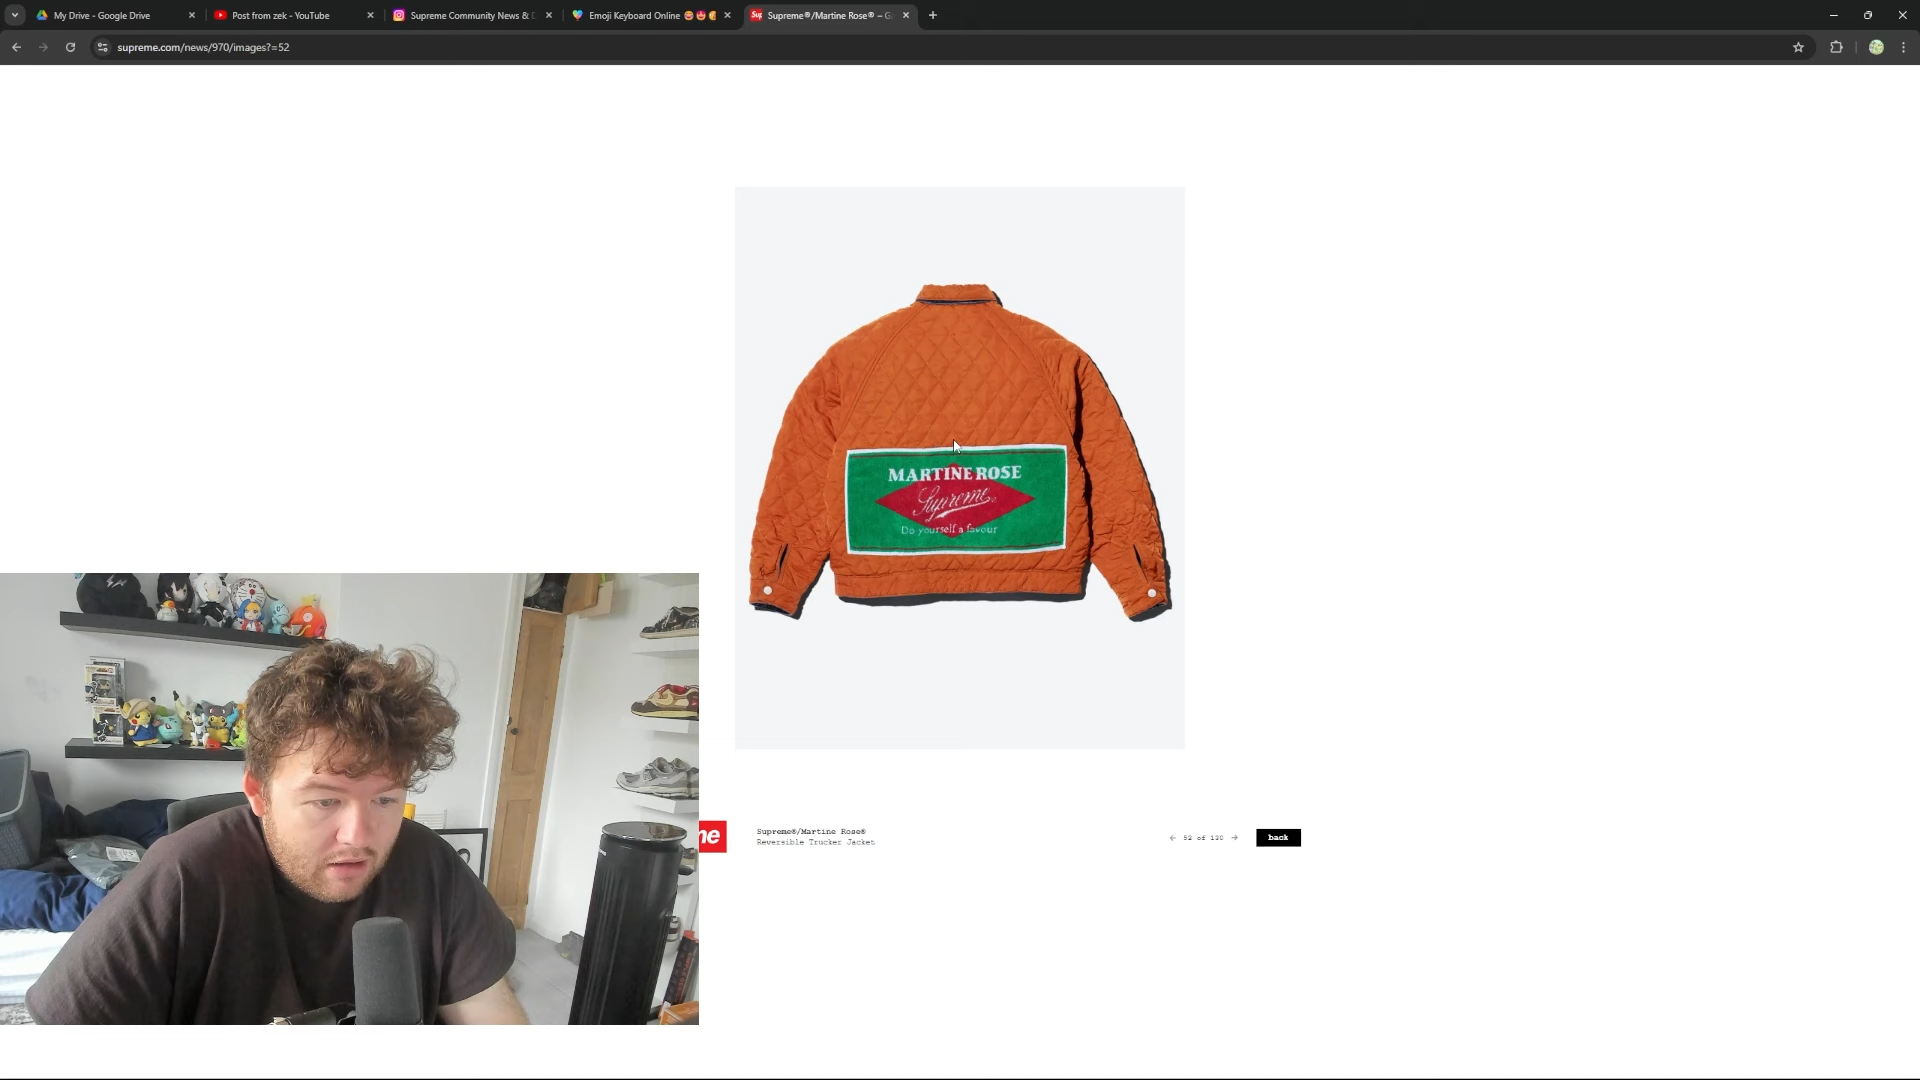 My Drive - Google Drive
Post from zek - YouTube
Supreme Community News &
Emoji Keyboard Online
Sup
Supreme®/Martine Rose® –
supreme.com/news/970/images?=52
MARTINE ROSE
Supreme
Do yourself a favour
me
Supreme®/Martine Rose®
Reversible Trucker Jacket
← 52 of 130 →
back